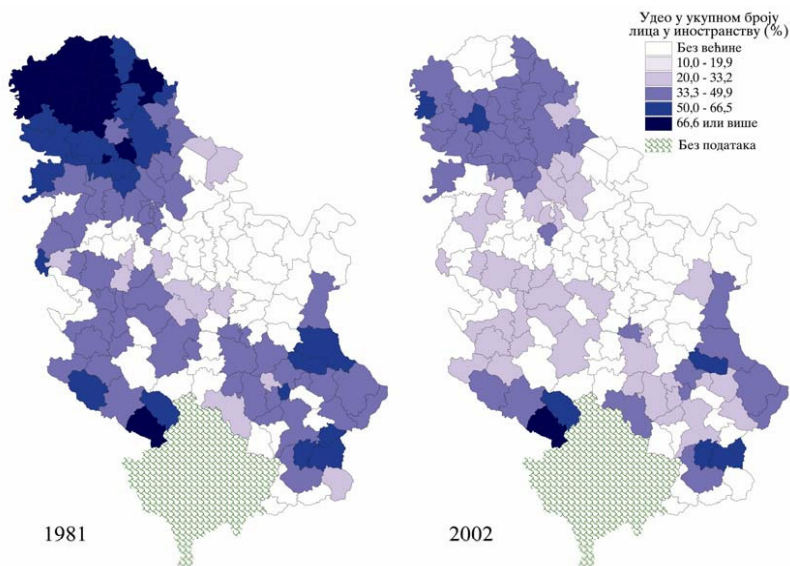 Удео у укупном броју
лица у иностранству (%)
Без већине
10,0 - 19,9
20,0 - 33,2
33,3 - 49,9
50,0 - 66,5
66,6 или више
Без података
1981
2002